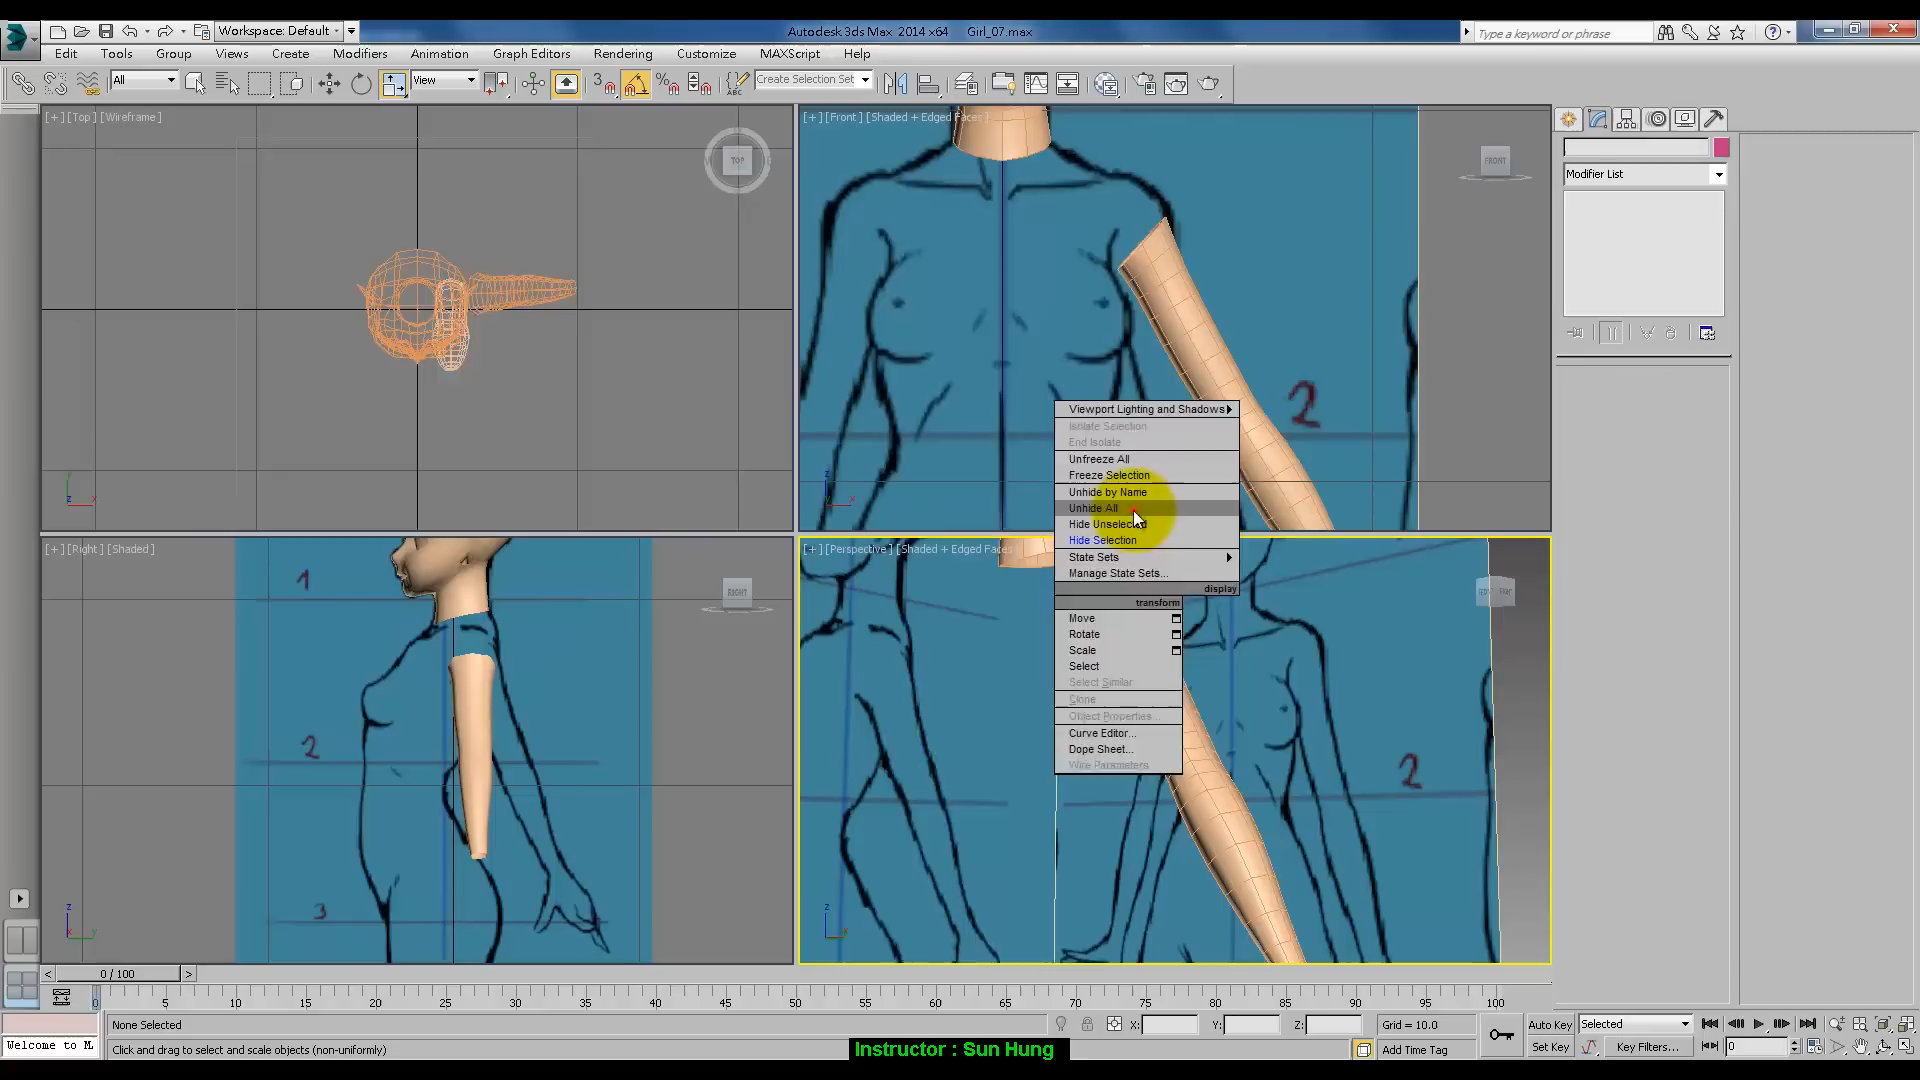 Workspace: Default
Autodesk 3ds Max 2014 x64 Girl_07.max
Type a keyword or phrase
Edit Tools Group Views Create Modifiers Animation Graph Editors Rendering Customize MAXScript Help
All
View
3
ABC
Create Selection Set
[+] [Top] [Wireframe]
TOP
[+] [Front] [Shaded + Edged Faces]
FRONT
Modifier List
2
Viewport Lighting and Shadows
Isolate Selection
End Isolate
Unfreeze All
Freeze Selection
Unhide by Name
Unhide All
Hide Unselected
Hide Selection
State Sets
Manage State Sets...
display
transform
Move
Rotate
Scale
Select
Select Similar
Clone
Object Properties...
Curve Editor...
Dope Sheet...
Wire Parameters
[+] [Right] [Shaded]
RIGHT
1
2
3
[+] [Perspective] [Shaded + Edged Faces]
2
0 / 100
0 5 10 15 20 25 30 35 40 45 50 55 60 65 70 75 80 85 90 95 100
None Selected
X: Y: Z:
Grid = 10.0
Auto Key
Selected
Welcome to M
Click and drag to select and scale objects (non-uniformly)
Instructor : Sun Hung
Add Time Tag
Set Key
Key Filters...
0